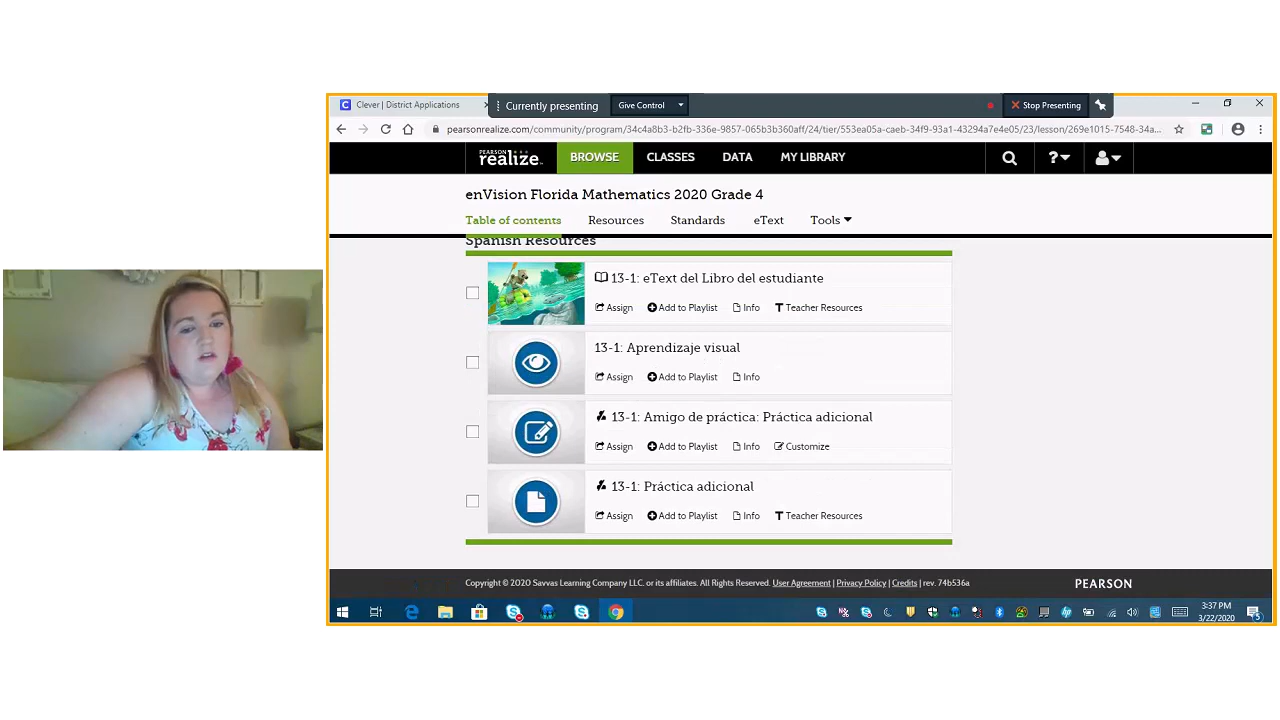 Clever | District Applications
Currently presenting
Give Control
Stop Presenting
pearsonrealize.com/community/program/34c4a8b3-b2fb-336e-9857-065b3b360aff/24/tier/553ea05a-caeb-34f9-93a1-43294a7e4e05/23/lesson/269e1015-7548-34a...
PEARSON
realize™
BROWSE
CLASSES
DATA
MY LIBRARY
enVision Florida Mathematics 2020 Grade 4
Table of contents
Resources
Standards
eText
Tools
Spanish Resources
13-1: eText del Libro del estudiante
Assign Add to Playlist Info Teacher Resources
13-1: Aprendizaje visual
Assign Add to Playlist Info
13-1: Amigo de práctica: Práctica adicional
Assign Add to Playlist Info Customize
13-1: Práctica adicional
Assign Add to Playlist Info Teacher Resources
Copyright © 2020 Savvas Learning Company LLC. or its affiliates. All Rights Reserved. User Agreement | Privacy Policy | Credits | rev. 74b536a
PEARSON
3:37 PM
3/22/2020